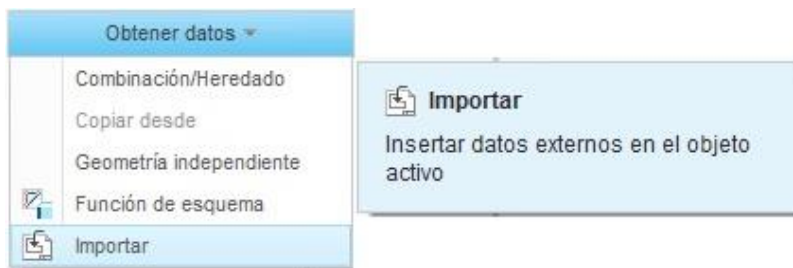 Obtener datos
Combinación/Heredado
Copiar desde
Geometría independiente
Función de esquema
Importar
Importar
Insertar datos externos en el objeto
activo